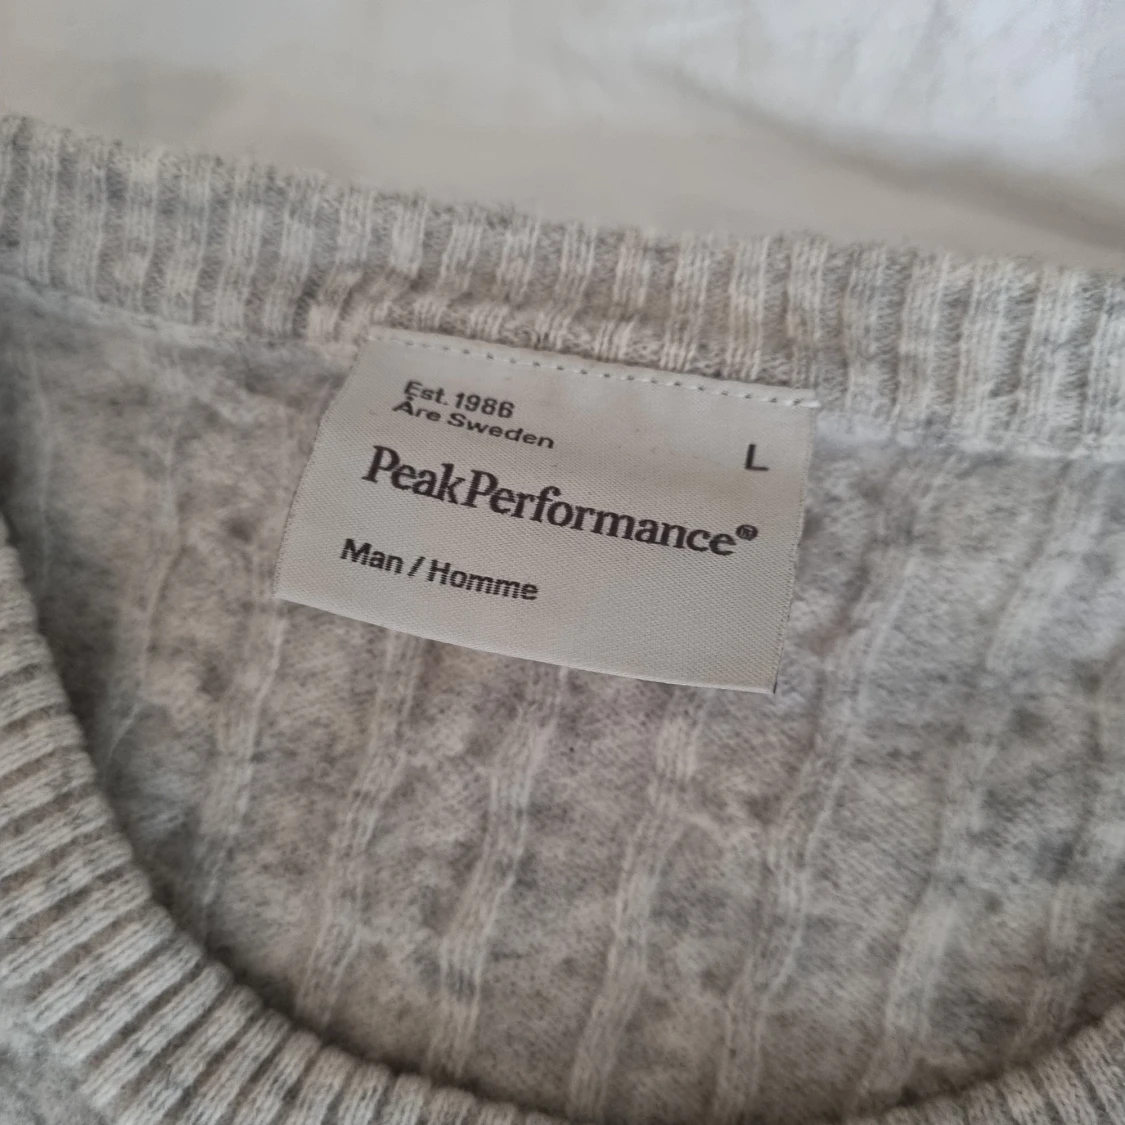 Est. 1986
Åre Sweden
L
PeakPerformance®
Man / Homme